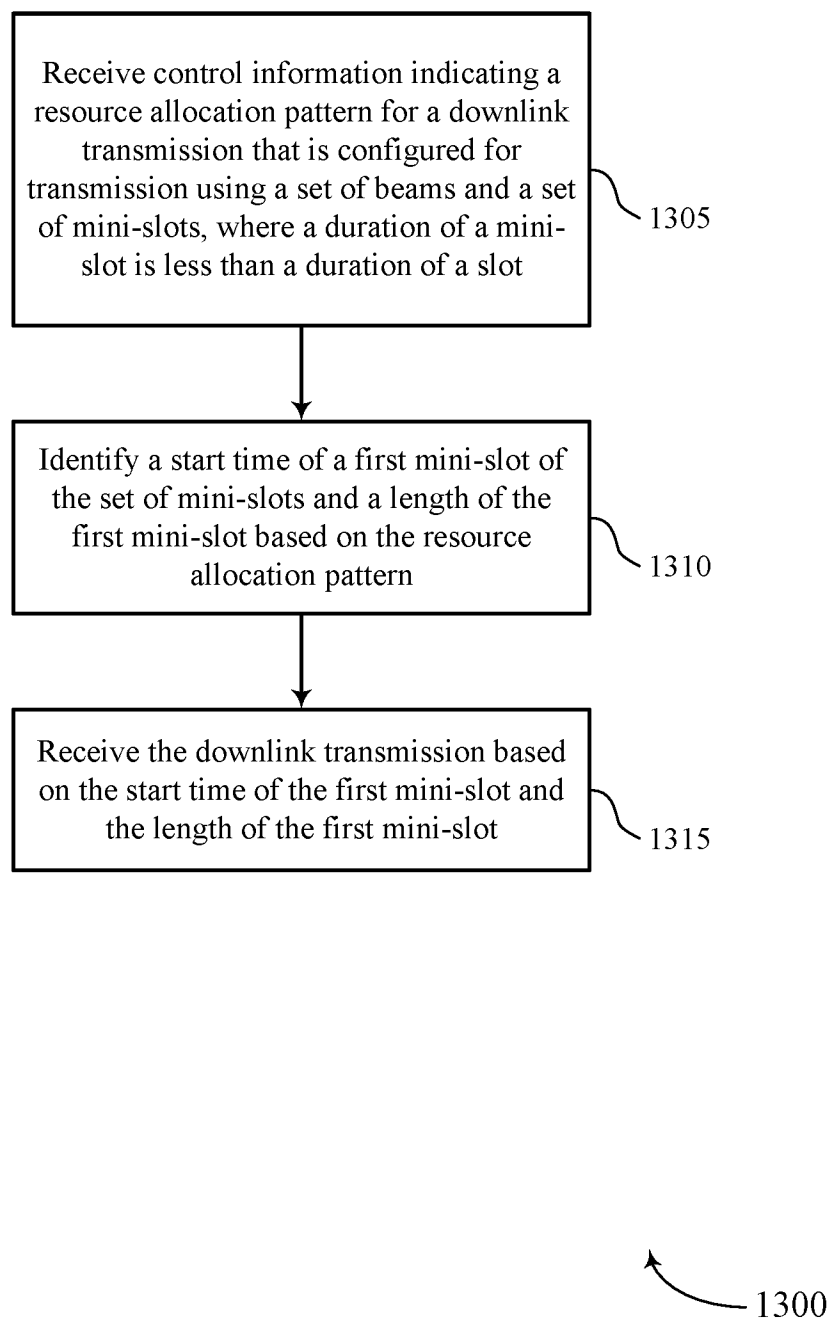 Receive control information indicating a
resource allocation pattern for a downlink
transmission that is configured for
transmission using a set of beams and a set
of mini-slots, where a duration of a mini-
slot is less than a duration of a slot
1305
Identify a start time of a first mini-slot of
the set of mini-slots and a length of the
first mini-slot based on the resource
allocation pattern
1310
Receive the downlink transmission based
on the start time of the first mini-slot and
the length of the first mini-slot
1315
1300